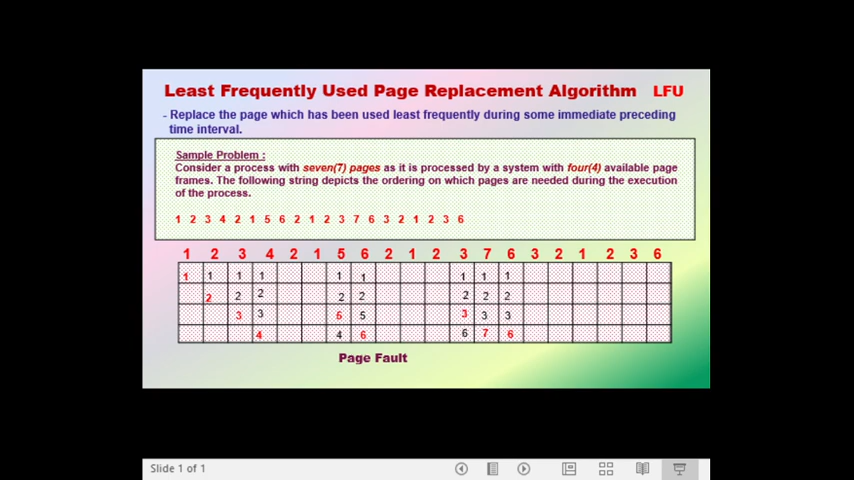 Least Frequently Used Page Replacement Algorithm LFU
- Replace the page which has been used least frequently during some immediate preceding
time interval.
Sample Problem :
Consider a process with seven(7) pages as it is processed by a system with four(4) available page
frames. The following string depicts the ordering on which pages are needed during the execution
of the process.
1 2 3 4 2 1 5 6 2 1 2 3 7 6 3 2 1 2 3 6
1 2 3 4 2 1 5 6 2 1 2 3 7 6 3 2 1 2 3 6
1 1 1 1 1 1 1 1 1
2 2 2 2 2 2 2 2
3 3 5 5 3 3 3
4 4 6 6 7 6
Page Fault
Slide 1 of 1